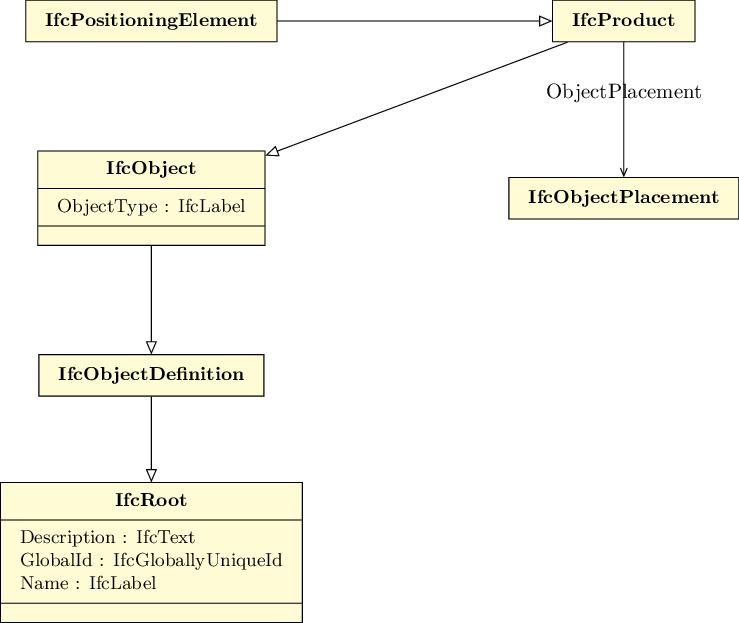 IfcPositioningElement
IfcProduct
ObjectPlacement
IfcObject
ObjectType : IfcLabel
IfcObjectPlacement
IfcObjectDefinition
IfcRoot
Description : IfcText
GlobalId : IfcGloballyUniqueId
Name : IfcLabel